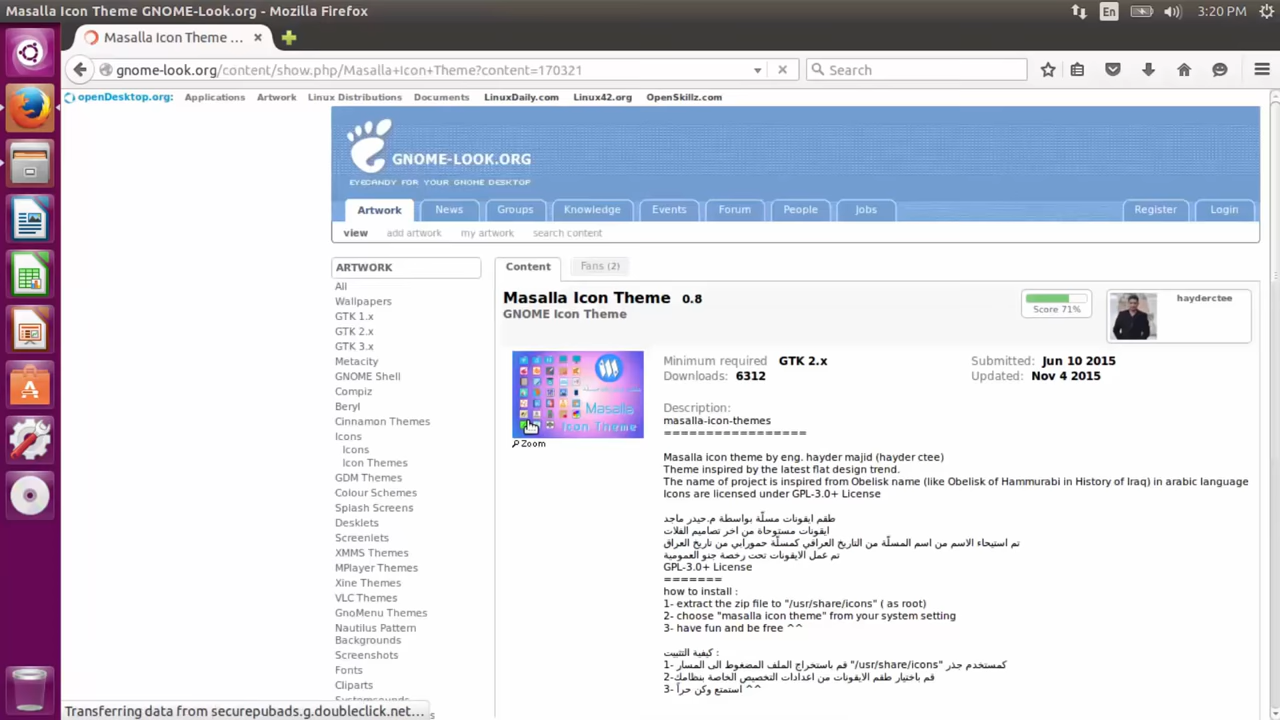 Masalla Icon Theme GNOME-Look.org - Mozilla Firefox
En
3:20 PM
Masalla Icon Theme ...
gnome-look.org/content/show.php/Masalla+Icon+Theme?content=170321
Search
openDesktop.org: Applications Artwork Linux Distributions Documents LinuxDaily.com Linux42.org OpenSkillz.com
GNOME-LOOK.ORG
EYECANDY FOR YOUR GNOME DESKTOP
Artwork News Groups Knowledge Events Forum People Jobs Register Login
view add artwork my artwork search content
ARTWORK
All
Wallpapers
GTK 1.x
GTK 2.x
GTK 3.x
Metacity
GNOME Shell
Compiz
Beryl
Cinnamon Themes
Icons
Icons
Icon Themes
GDM Themes
Colour Schemes
Splash Screens
Desklets
Screenlets
XMMS Themes
MPlayer Themes
Xine Themes
VLC Themes
GnoMenu Themes
Nautilus Pattern
Backgrounds
Screenshots
Fonts
Cliparts
Content Fans (2)
Masalla Icon Theme 0.8
GNOME Icon Theme
Score 71%
hayderctee
Masalla
Icon Theme
Zoom
Minimum required GTK 2.x
Downloads: 6312
Submitted: Jun 10 2015
Updated: Nov 4 2015
Description:
masalla-icon-themes
=================
Masalla icon theme by eng. hayder majid (hayder ctee)
Theme inspired by the latest flat design trend.
The name of project is inspired from Obelisk name (like Obelisk of Hammurabi in History of Iraq) in arabic language
Icons are licensed under GPL-3.0+ License
طقم ايقونات مسلّة بواسطة م.حيدر ماجد
ايقونات مستوحاة من اخر تصاميم الفلات
تم استيحاء الاسم من اسم المسلّة من التاريخ العراقي كمسلّة حمورابي من تاريخ العراق
تم عمل الايقونات تحت رخصة جنو العمومية
GPL-3.0+ License
=======
how to install :
1- extract the zip file to "/usr/share/icons" ( as root)
2- choose "masalla icon theme" from your system setting
3- have fun and be free ^^
كيفية التثبيت :
1- قم باستخراج الملف المضغوط الى المسار "/usr/share/icons" كمستخدم جذر
2-قم باختيار طقم الايقونات من اعدادات التخصيص الخاصة بنظامك
3- استمتع وكن حراً ^^
Transferring data from securepubads.g.doubleclick.net...